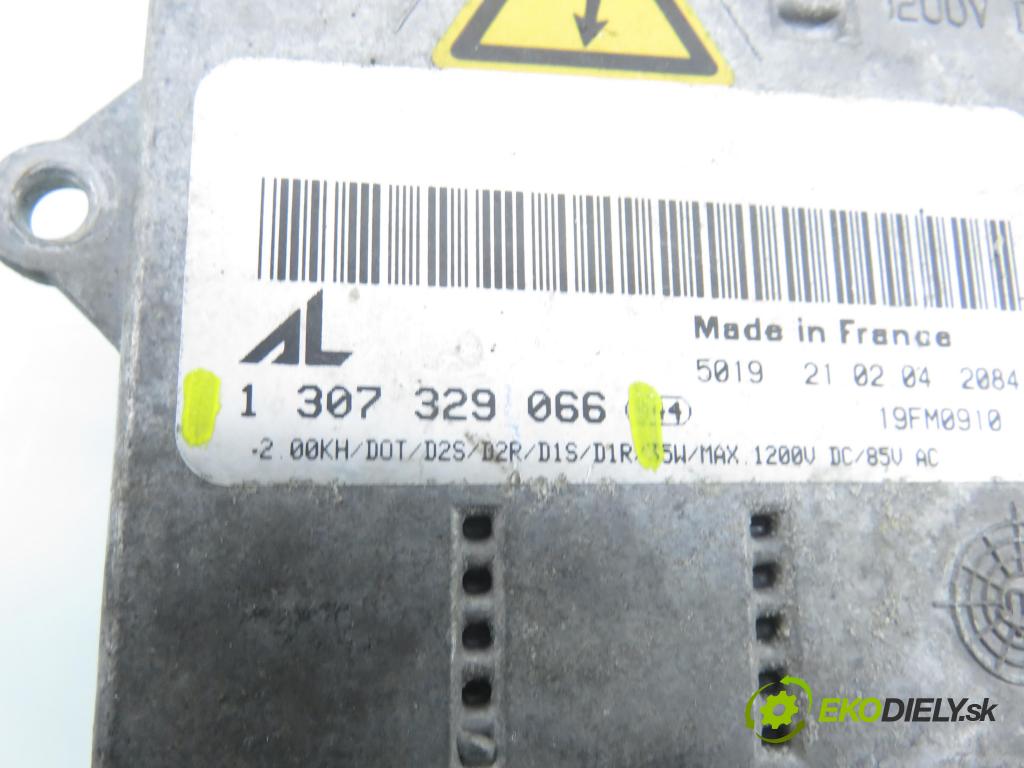 1200V
AL
Made in France
5019 21 02 04 2084
1 307 329 066
19FM0910
-2.00KH/DOT/D2S/D2R/D1S/D1R/35W/MAX.1200V DC/85V AC
EKODIELY.sk